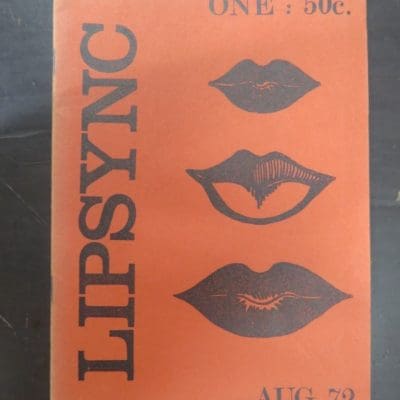 ONE : 50c.
LIPSYNC
AUG 72